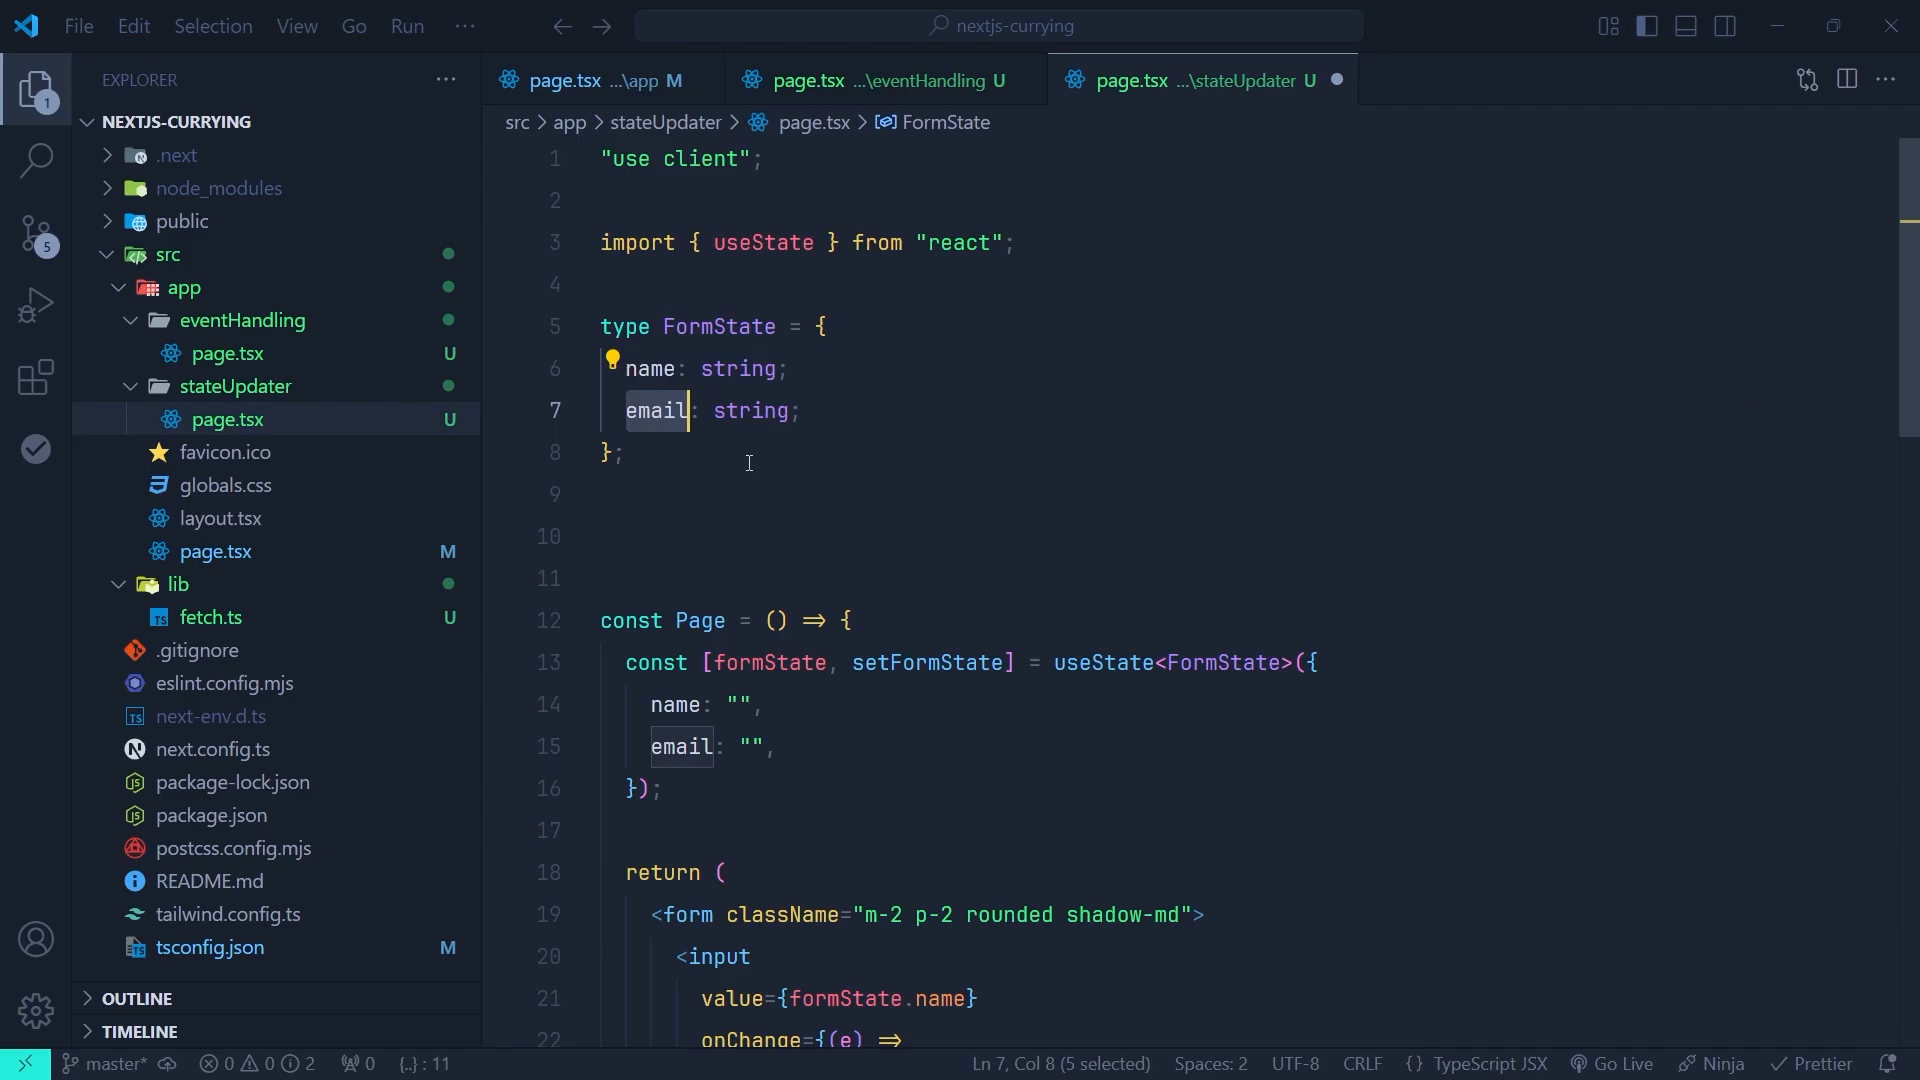 File Edit Selection View Go Run ···
nextjs-currying
EXPLORER
page.tsx ...\app M
page.tsx ...\eventHandling U
page.tsx ...\stateUpdater U
src > app > stateUpdater > page.tsx > FormState
NEXTJS-CURRYING
.next
node_modules
public
src
app
eventHandling
page.tsx U
stateUpdater
page.tsx U
favicon.ico
globals.css
layout.tsx
page.tsx M
lib
fetch.ts U
.gitignore
eslint.config.mjs
next-env.d.ts
next.config.ts
package-lock.json
package.json
postcss.config.mjs
README.md
tailwind.config.ts
tsconfig.json M
OUTLINE
TIMELINE
1
5
1 "use client";
2
3 import { useState } from "react";
4
5 type FormState = {
6 name: string;
7 email: string;
8 };
9
10
11
12 const Page = () => {
13 const [formState, setFormState] = useState<FormState>({
14 name: "",
15 email: "",
16 });
17
18 return (
19 <form className="m-2 p-2 rounded shadow-md">
20 <input
21 value={formState.name}
22 onChange={(e) =>
master* 0 0 2 0 {..} : 11
Ln 7, Col 8 (5 selected) Spaces: 2 UTF-8 CRLF {} TypeScript JSX Go Live Ninja Prettier